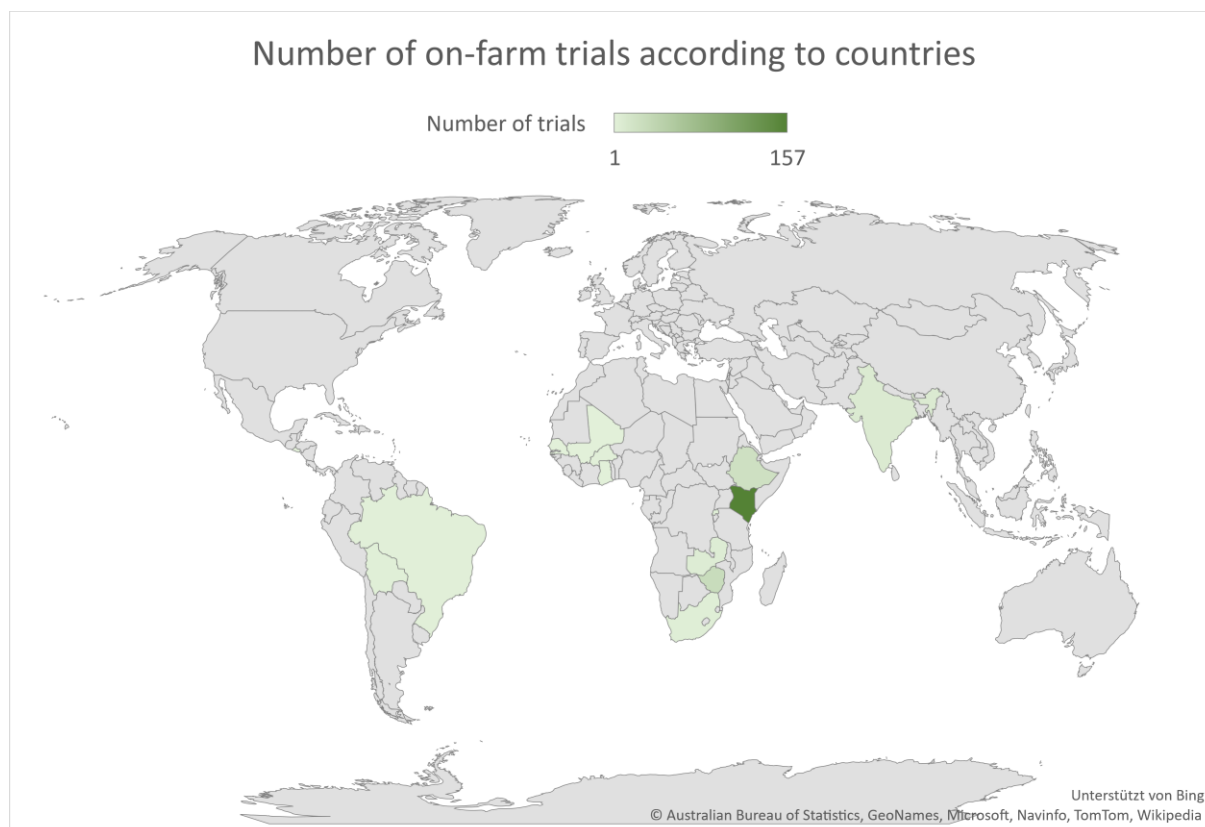 Number of on-farm trials according to countries
Number of trials
1 157
Unterstützt von Bing
© Australian Bureau of Statistics, GeoNames, Microsoft, Navinfo, TomTom, Wikipedia